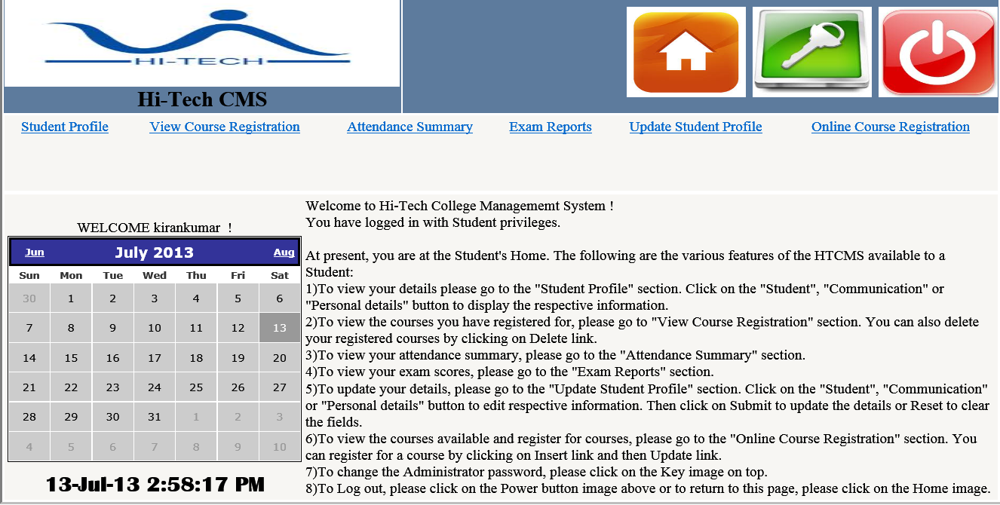 HI-TECH
Hi-Tech CMS
Student Profile View Course Registration Attendance Summary Exam Reports Update Student Profile Online Course Registration
WELCOME kirankumar !
Jun July 2013 Aug
Sun Mon Tue Wed Thu Fri Sat
30 1 2 3 4 5 6
7 8 9 10 11 12 13
14 15 16 17 18 19 20
21 22 23 24 25 26 27
28 29 30 31 1 2 3
4 5 6 7 8 9 10
13-Jul-13 2:58:17 PM
Welcome to Hi-Tech College Managememt System !
You have logged in with Student privileges.
At present, you are at the Student's Home. The following are the various features of the HTCMS available to a
Student:
1)To view your details please go to the "Student Profile" section. Click on the "Student", "Communication" or
"Personal details" button to display the respective information.
2)To view the courses you have registered for, please go to "View Course Registration" section. You can also delete
your registered courses by clicking on Delete link.
3)To view your attendance summary, please go to the "Attendance Summary" section.
4)To view your exam scores, please go to the "Exam Reports" section.
5)To update your details, please go to the "Update Student Profile" section. Click on the "Student", "Communication"
or "Personal details" button to edit respective information. Then click on Submit to update the details or Reset to clear
the fields.
6)To view the courses available and register for courses, please go to the "Online Course Registration" section. You
can register for a course by clicking on Insert link and then Update link.
7)To change the Administrator password, please click on the Key image on top.
8)To Log out, please click on the Power button image above or to return to this page, please click on the Home image.